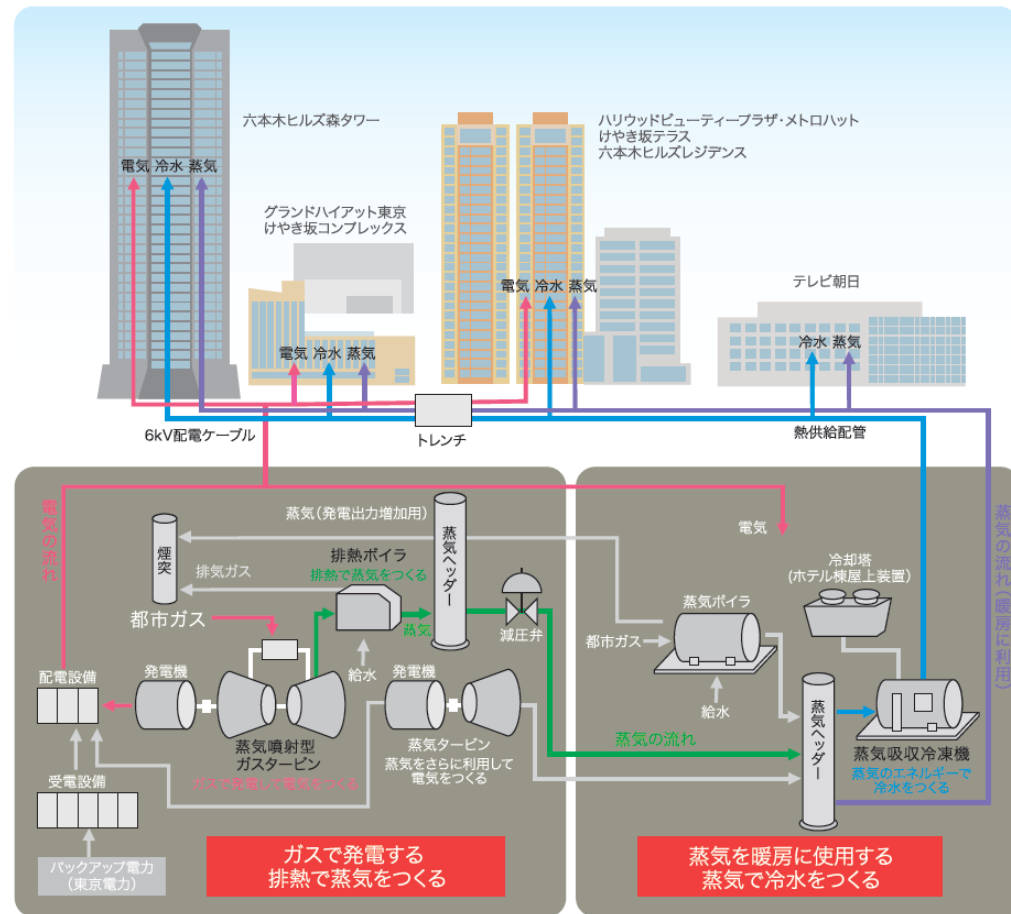 六本木ヒルズ森タワー
ハリウッドビューティープラザ・メトロハット
けやき坂テラス
六本木ヒルズレジデンス
電気 冷水 蒸気
グランドハイアット東京
けやき坂コンプレックス
テレビ朝日
電気 冷水 蒸気
電気 冷水 蒸気
冷水 蒸気
6kV配電ケーブル
トレンチ
熱供給配管
電気の流れ
蒸気(発電出力増加用)
煙突
排熱ボイラ
排熱で蒸気をつくる
排気ガス
蒸気ヘッダー
蒸気
減圧弁
都市ガス
給水
配電設備
発電機
発電機
蒸気噴射型
ガスタービン
ガスで発電して電気をつくる
蒸気タービン
蒸気をさらに利用して
電気をつくる
受電設備
バックアップ電力
(東京電力)
ガスで発電する
排熱で蒸気をつくる
電気
冷却塔
(ホテル棟屋上装置)
蒸気ボイラ
都市ガス
給水
蒸気の流れ
蒸気ヘッダー
蒸気吸収冷凍機
蒸気のエネルギーで
冷水をつくる
蒸気の流れ(暖房に利用)
蒸気を暖房に使用する
蒸気で冷水をつくる